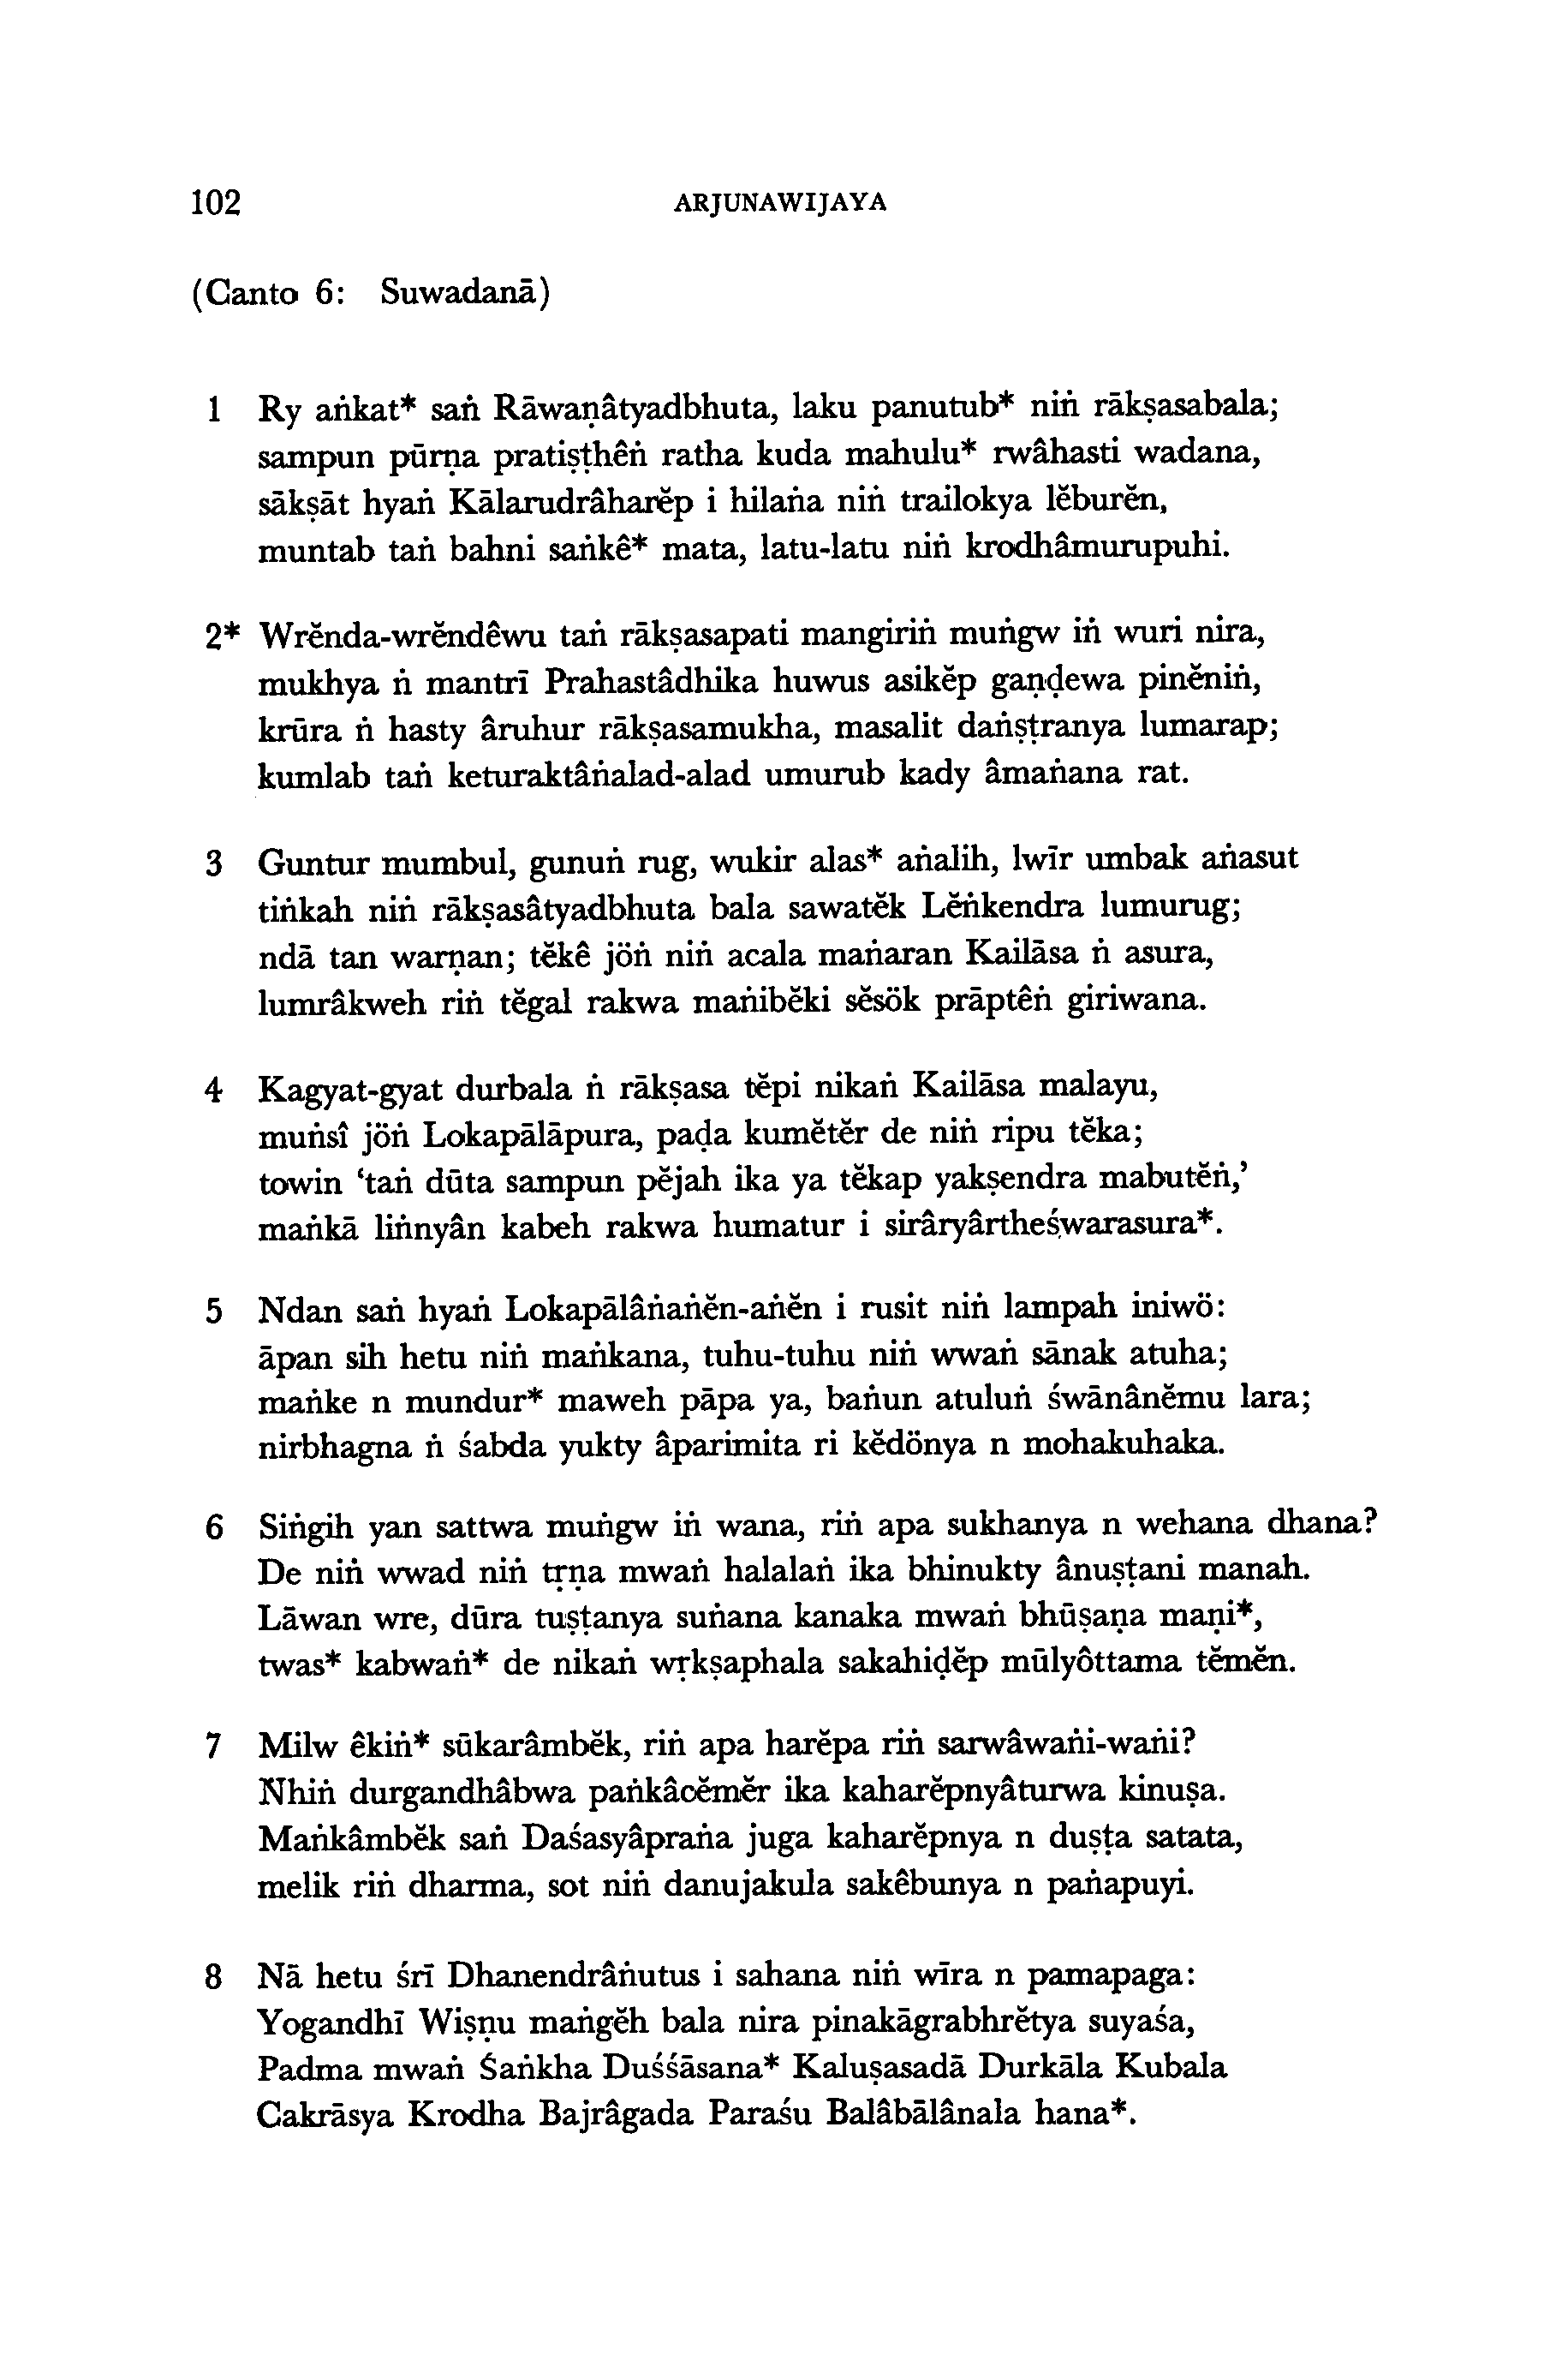 102 ARJUNAWIJAYA
(Canto 6: Suwadanā)
1 Ry aṅkat* saṅ Rāwaṇâtyadbhuta, laku panutub* niṅ rākṣasabala;
sampun pūrṇa pratiṣṭhêṅ ratha kuda mahulu* rwâhasti wadana,
sākṣāt hyaṅ Kālarudrâharĕp i hilaṅa niṅ trailokya lĕburĕn,
muntab taṅ bahni saṅkê* mata, latu-latu niṅ krodhâmurupuhi.
2* Wrĕnda-wrĕndêwu taṅ rākṣasapati mangiriṅ muṅgw iṅ wuri nira,
mukhya ṅ mantrī Prahastâdhika huwus asikĕp gaṇḍewa pinĕniṅ,
krūra ṅ hasty âruhur rākṣasamukha, masalit daṅṣṭranya lumarap;
kumlab taṅ keturaktâṅalad-alad umurub kady âmaṅana rat.
3 Guntur mumbul, gunuṅ rug, wukir alas* aṅalih, lwīr umbak aṅasut
tiṅkah niṅ rākṣasâtyadbhuta bala sawatĕk Lĕṅkendra lumurug;
ndā tan warṇan; tĕkê jöṅ niṅ acala maṅaran Kailāsa ṅ asura,
lumrâkweh riṅ tĕgal rakwa maṅibĕki sĕsök prāptêṅ giriwana.
4 Kagyat-gyat durbala ṅ rākṣasa tĕpi nikaṅ Kailāsa malayu,
muṅsî jöṅ Lokapālāpura, paḍa kumĕtĕr de niṅ ripu tĕka;
towin ‘taṅ dūta sampun pĕjah ika ya tĕkap yakṣendra mabutĕṅ,’
maṅkā liṅnyân kabeh rakwa humatur i sirâryârtheśwarasura*.
5 Ndan saṅ hyaṅ Lokapālâṅaṅĕn-aṅĕn i rusit niṅ lampah iniwö:
āpan sih hetu niṅ maṅkana, tuhu-tuhu niṅ wwaṅ sānak atuha;
maṅke n mundur* maweh pāpa ya, baṅun atuluṅ śwānânĕmu lara;
nirbhagna ṅ śabda yukty âparimita ri kĕdönya n mohakuhaka.
6 Siṅgih yan sattwa muṅgw iṅ wana, riṅ apa sukhanya n wehana dhana?
De niṅ wwad niṅ tṛṇa mwaṅ halalaṅ ika bhinukty ânuṣṭani manah.
Lāwan wre, dūra tuṣṭanya suṅana kanaka mwaṅ bhūṣaṇa maṇi*,
twas* kabwaṅ* de nikaṅ wṛkṣaphala sakahiḍĕp mūlyôttama tĕmĕn.
7 Milw êkiṅ* sūkarâmbĕk, riṅ apa harĕpa riṅ sarwâwaṅi-waṅi?
Nhiṅ durgandhâbwa paṅkâcĕmĕr ika kaharĕpnyâturwa kinuṣa.
Maṅkâmbĕk saṅ Daśasyâpraṅa juga kaharĕpnya n duṣṭa satata,
melik riṅ dharma, sot niṅ danujakula sakêbunya n paṅapuyi.
8 Nā hetu śrī Dhanendrâṅutus i sahana niṅ wīra n pamapaga:
Yogandhī Wiṣṇu maṅgĕh bala nira pinakāgrabhrĕtya suyaśa,
Padma mwaṅ Śaṅkha Duśśāsana* Kaluṣasadā Durkāla Kubala
Cakrāsya Krodha Bajrâgada Paraśu Balâbālânala hana*.